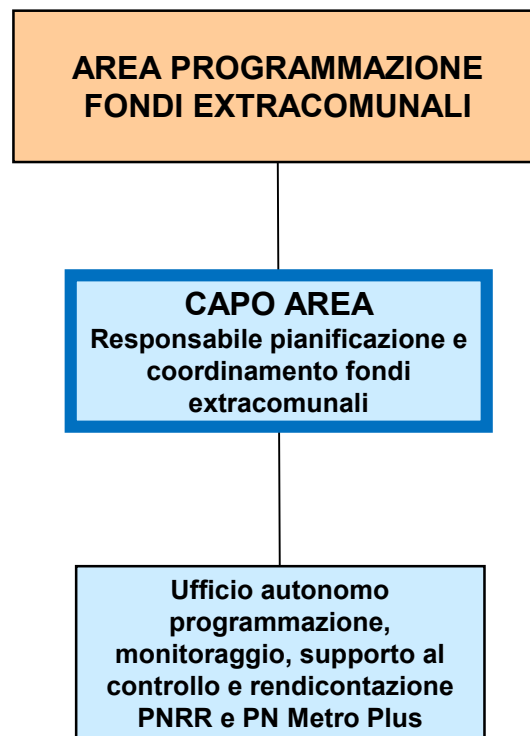 AREA PROGRAMMAZIONE
FONDI EXTRACOMUNALI
CAPO AREA
Responsabile pianificazione e
coordinamento fondi
extracomunali
Ufficio autonomo
programmazione,
monitoraggio, supporto al
controllo e rendicontazione
PNRR e PN Metro Plus